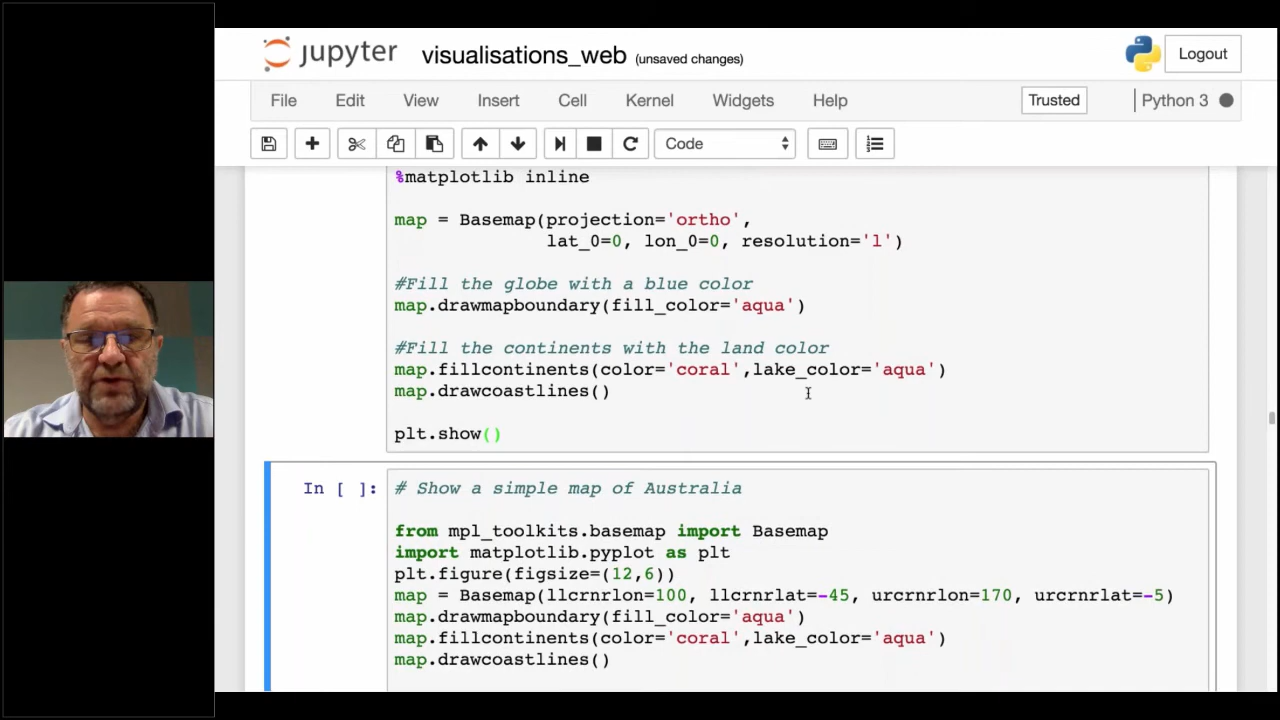 jupyter visualisations_web (unsaved changes) Logout
File Edit View Insert Cell Kernel Widgets Help Trusted Python 3
Code
%matplotlib inline
map = Basemap(projection='ortho',
lat_0=0, lon_0=0, resolution='l')
#Fill the globe with a blue color
map.drawmapboundary(fill_color='aqua')
#Fill the continents with the land color
map.fillcontinents(color='coral',lake_color='aqua')
map.drawcoastlines()
plt.show()
In [ ]: # Show a simple map of Australia
from mpl_toolkits.basemap import Basemap
import matplotlib.pyplot as plt
plt.figure(figsize=(12,6))
map = Basemap(llcrnrlon=100, llcrnrlat=-45, urcrnrlon=170, urcrnrlat=-5)
map.drawmapboundary(fill_color='aqua')
map.fillcontinents(color='coral',lake_color='aqua')
map.drawcoastlines()